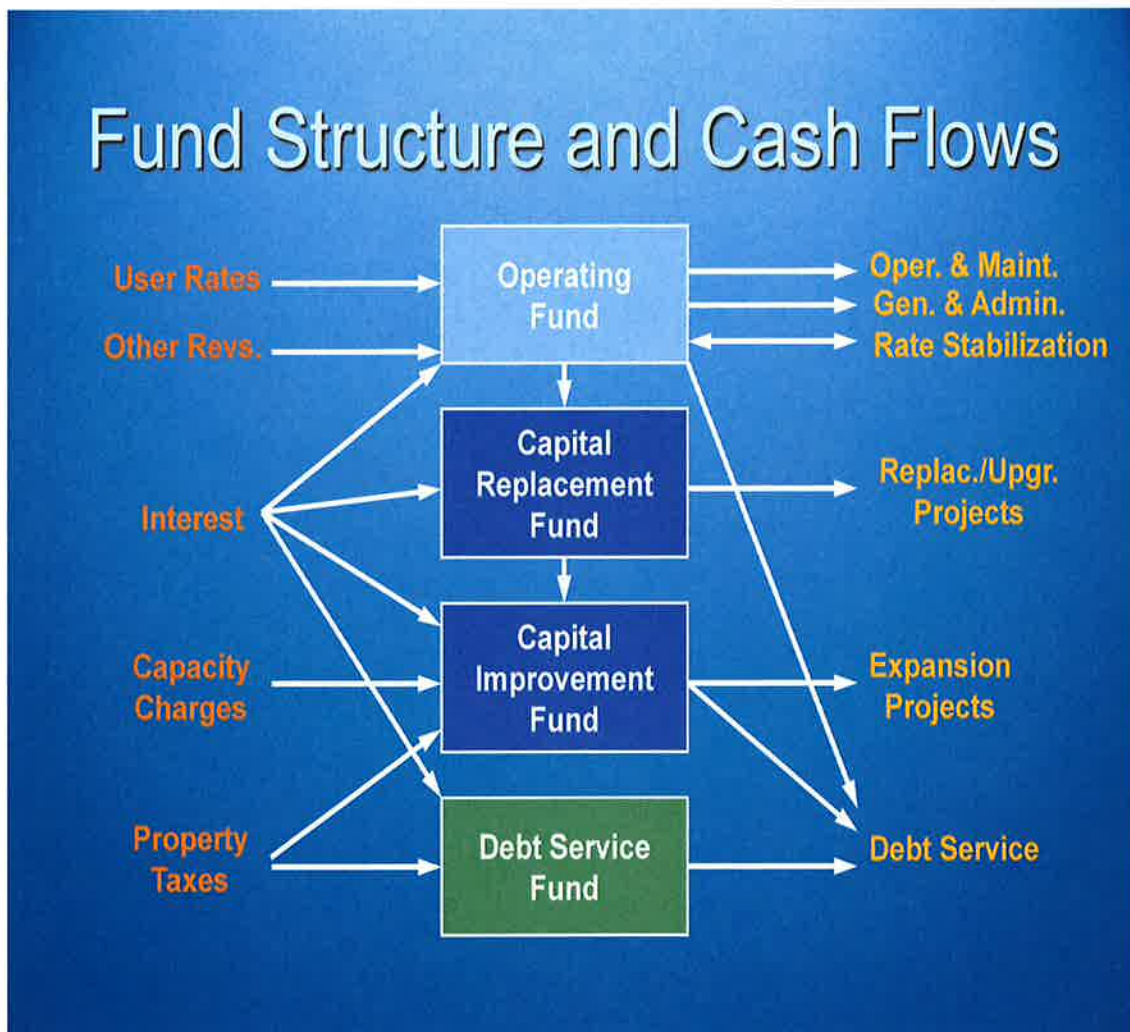 Fund Structure and Cash Flows
User Rates
Other Revs.
Interest
Capacity
Charges
Property
Taxes
Operating
Fund
Capital
Replacement
Fund
Capital
Improvement
Fund
Debt Service
Fund
Oper. & Maint.
Gen. & Admin.
Rate Stabilization
Replac./Upgr.
Projects
Expansion
Projects
Debt Service